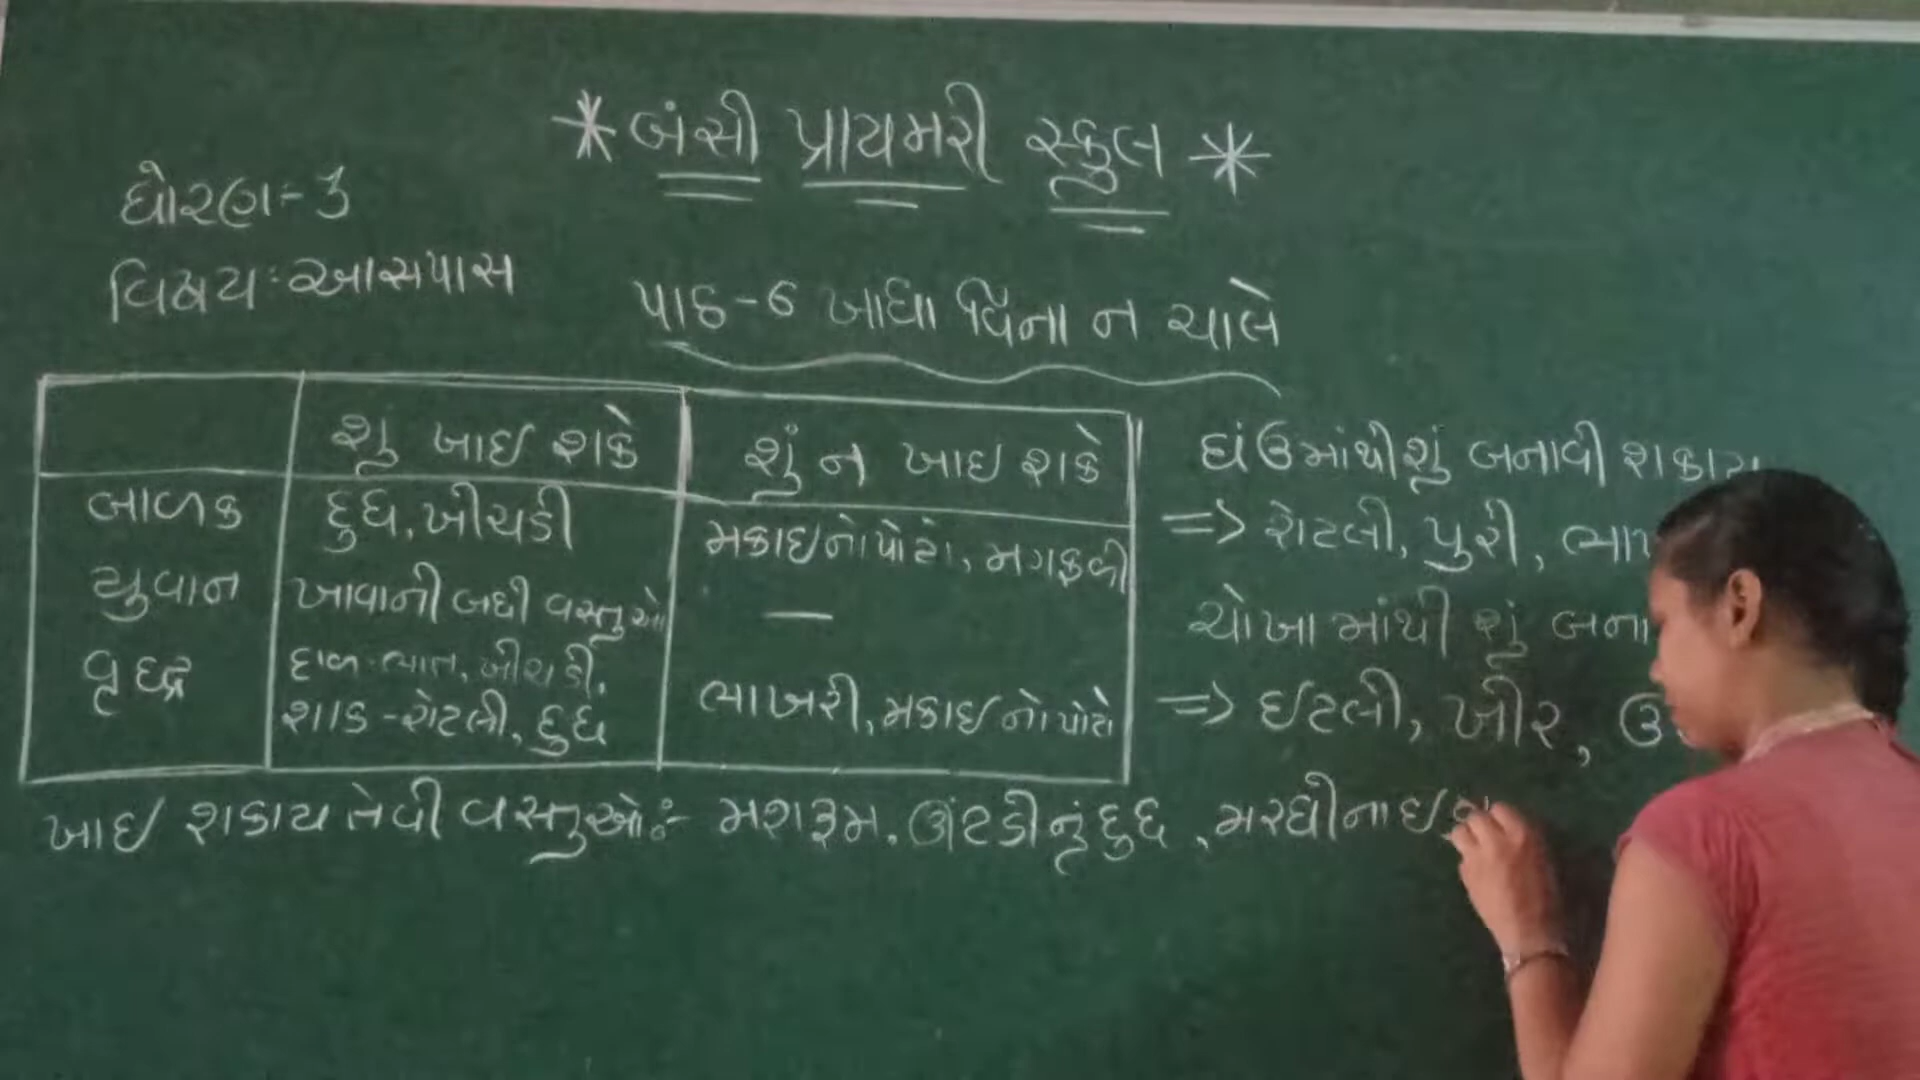 * બંસી પ્રાયમરી સ્કુલ *
ધોરણ:- 3
વિષય:- આસપાસ
પાઠ - 6 ખાધા વિના ન ચાલે
શું ખાઇ શકે
શું ન ખાઇ શકે
બાળક
દુધ, ખીચડી
મકાઇનો પોટો, મગફળી
યુવાન
ખાવાની બધી વસ્તુઓ
—
વૃધ્ધ
દાળ-ભાત, ખીચડી,
શાક-રોટલી, દુધ
ભાખરી, મકાઇનો પોટો
ઘંઉમાંથી શું બનાવી શકાય
=> રોટલી, પુરી,
ચોખામાંથી શું
=> ઈટલી, ખીર,
ખાઇ શકાય તેવી વસ્તુઓ:- મશરૂમ, ઊંટડીનું દુધ, મરઘીના